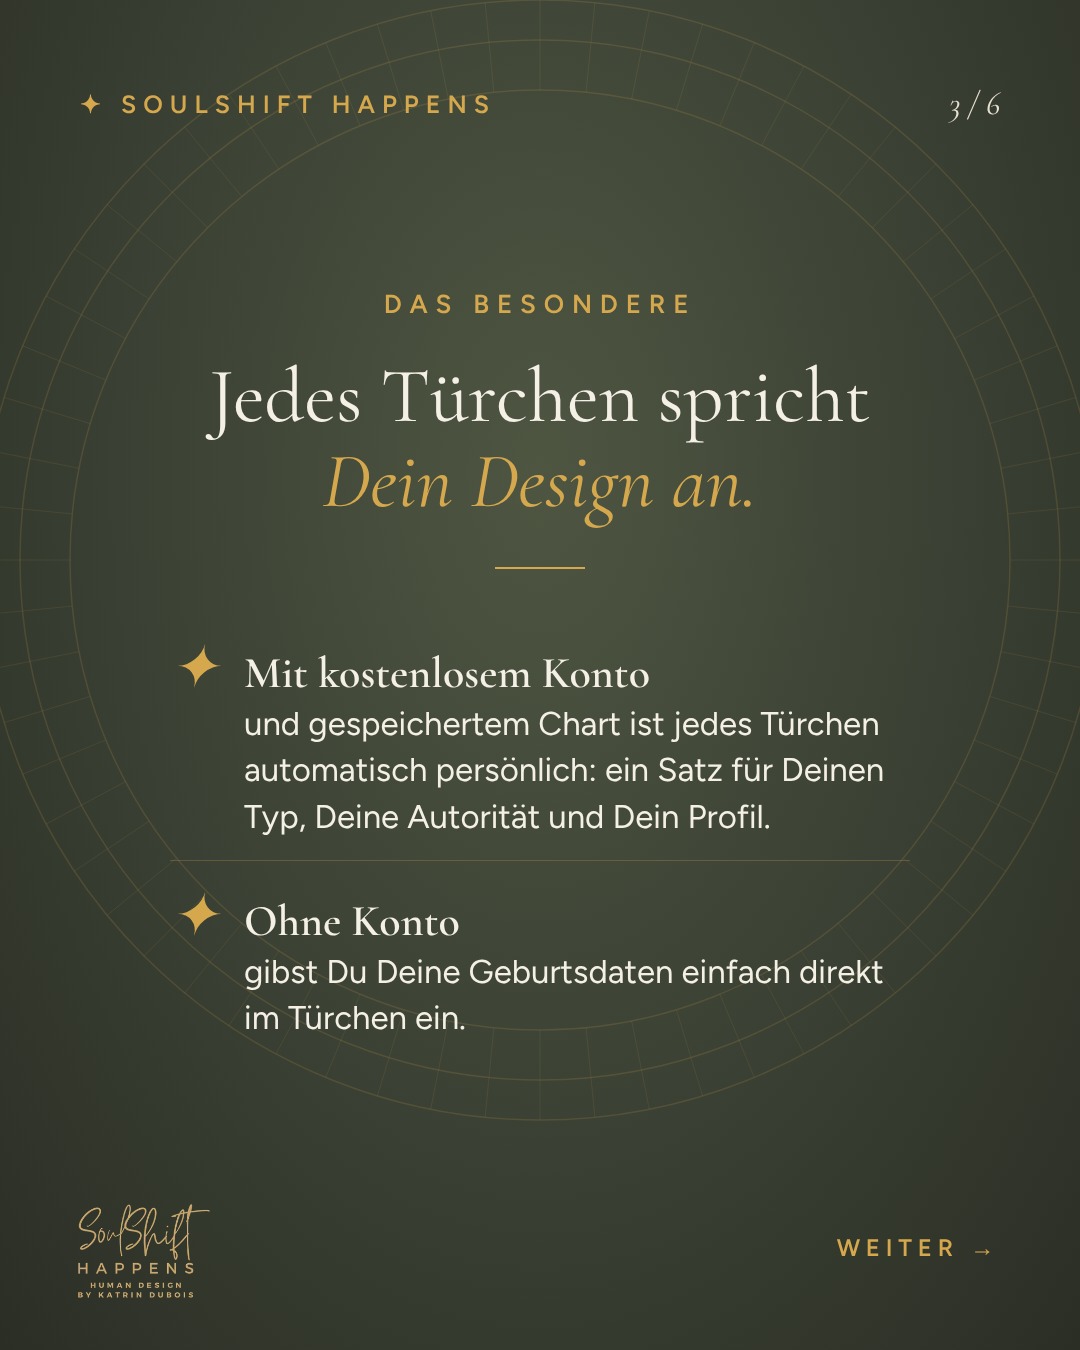 ✦ SOULSHIFT HAPPENS
3/6
DAS BESONDERE
Jedes Türchen spricht
Dein Design an.
Mit kostenlosem Konto
und gespeichertem Chart ist jedes Türchen
automatisch persönlich: ein Satz für Deinen
Typ, Deine Autorität und Dein Profil.
Ohne Konto
gibst Du Deine Geburtsdaten einfach direkt
im Türchen ein.
SoulShift
HAPPENS
HUMAN DESIGN
BY KATRIN DUBOIS
WEITER →